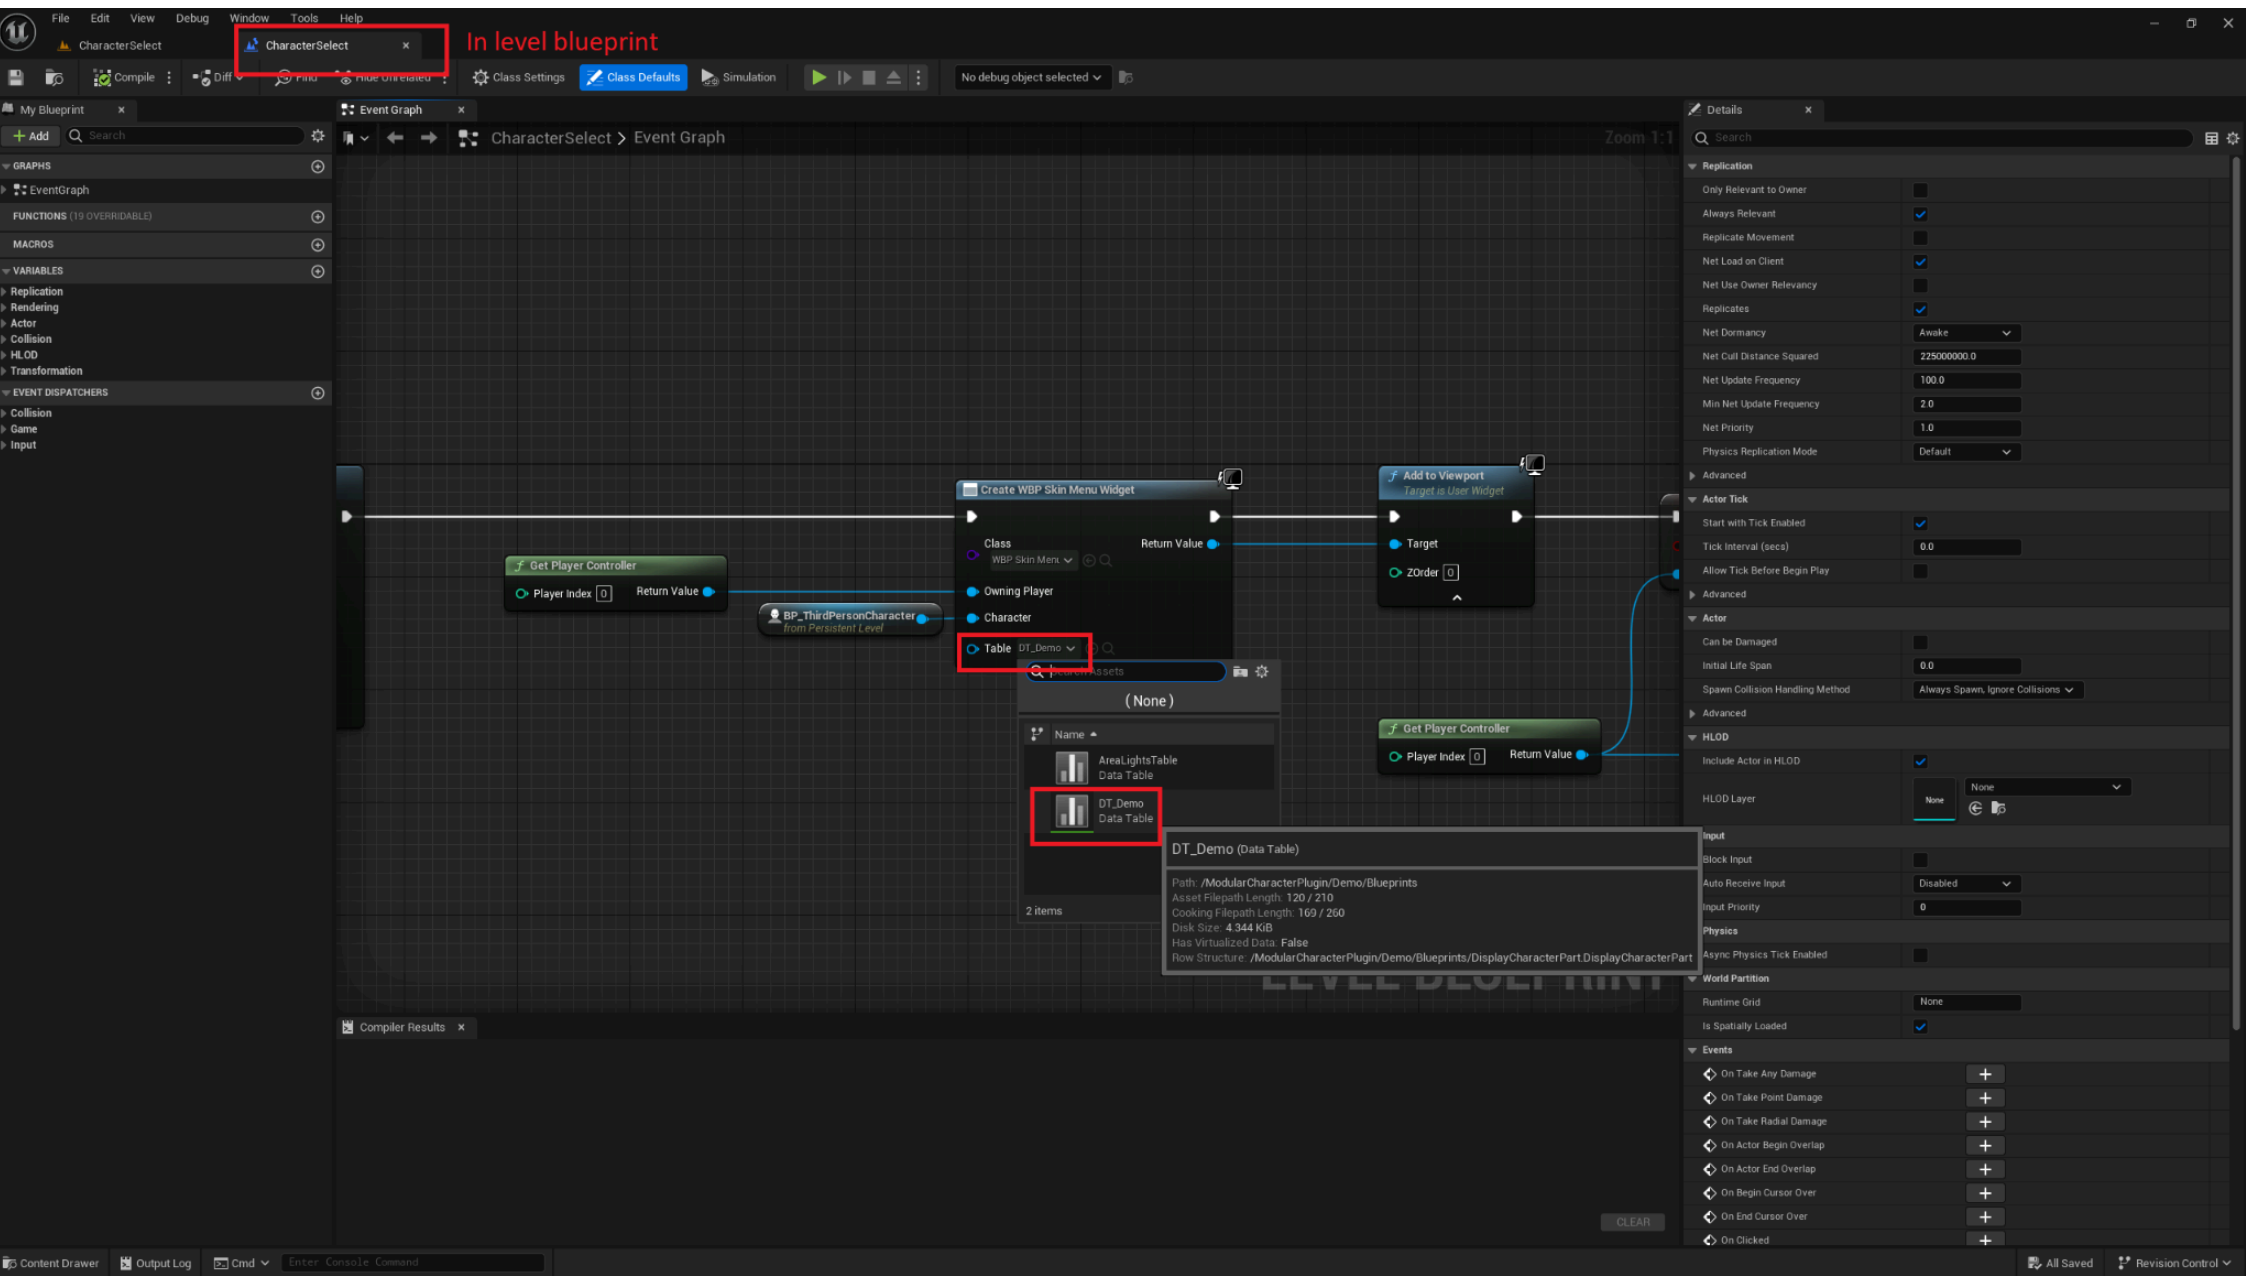 File Edit View Debug Window Tools Help
CharacterSelect
CharacterSelect
In level blueprint
Compile
Diff
Find
Hide Unrelated
Class Settings
Class Defaults
Simulation
No debug object selected
My Blueprint
Event Graph
Details
Add
Search
CharacterSelect > Event Graph
Zoom 1:1
Search
GRAPHS
EventGraph
FUNCTIONS (19 OVERRIDABLE)
MACROS
VARIABLES
Replication
Rendering
Actor
Collision
HLOD
Transformation
EVENT DISPATCHERS
Collision
Game
Input
Get Player Controller
Player Index 0
Return Value
BP_ThirdPersonCharacter
from Persistent Level
Create WBP Skin Menu Widget
Class
WBP Skin Menu
Return Value
Owning Player
Character
Table DT_Demo
Search Assets
( None )
Name
AreaLightsTable
Data Table
DT_Demo
Data Table
2 items
Add to Viewport
Target is User Widget
Target
ZOrder 0
Get Player Controller
Player Index 0
Return Value
DT_Demo (Data Table)
Path: /ModularCharacterPlugin/Demo/Blueprints
Asset Filepath Length: 120 / 210
Cooking Filepath Length: 169 / 260
Disk Size: 4.344 KiB
Has Virtualized Data: False
Row Structure: /ModularCharacterPlugin/Demo/Blueprints/DisplayCharacterPart.DisplayCharacterPart
LEVEL BLUEPRINT
Compiler Results
CLEAR
Replication
Only Relevant to Owner
Always Relevant
Replicate Movement
Net Load on Client
Net Use Owner Relevancy
Replicates
Net Dormancy Awake
Net Cull Distance Squared 225000000.0
Net Update Frequency 100.0
Min Net Update Frequency 2.0
Net Priority 1.0
Physics Replication Mode Default
Advanced
Actor Tick
Start with Tick Enabled
Tick Interval (secs) 0.0
Allow Tick Before Begin Play
Advanced
Actor
Can be Damaged
Initial Life Span 0.0
Spawn Collision Handling Method Always Spawn, Ignore Collisions
Advanced
HLOD
Include Actor in HLOD
HLOD Layer None None
Input
Block Input
Auto Receive Input Disabled
Input Priority 0
Physics
Async Physics Tick Enabled
World Partition
Runtime Grid None
Is Spatially Loaded
Events
On Take Any Damage
On Take Point Damage
On Take Radial Damage
On Actor Begin Overlap
On Actor End Overlap
On Begin Cursor Over
On End Cursor Over
On Clicked
Content Drawer
Output Log
Cmd
Enter Console Command
All Saved
Revision Control